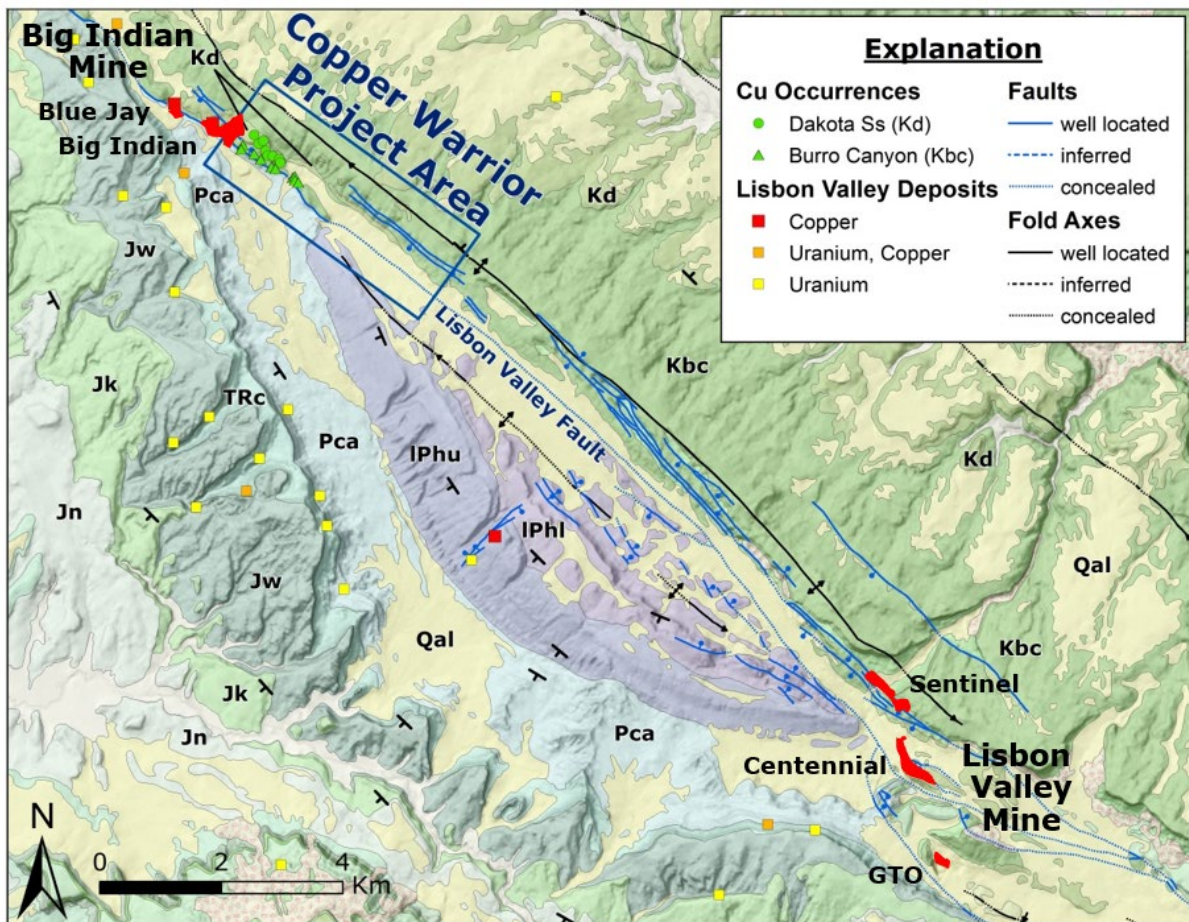 Big Indian
Mine
Kd
Blue Jay
Big Indian
Copper Warrior
Project Area
Explanation
Cu Occurrences
Dakota Ss (Kd)
Burro Canyon (Kbc)
Lisbon Valley Deposits
Copper
Uranium, Copper
Uranium
Faults
well located
inferred
concealed
Fold Axes
well located
inferred
concealed
Pca
Jw
Kd
Jk
TRc
Pca
Lisbon Valley Fault
Kbc
Kd
lPhu
lPhl
Jn
Jw
Qal
Qal
Kbc
Jk
Sentinel
Jn
Pca
Centennial
Lisbon
Valley
Mine
GTO
N
0 2 4
Km